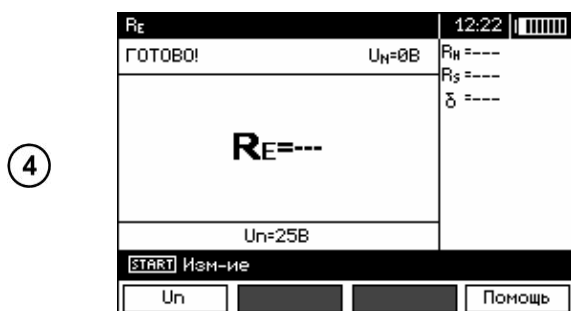 RE 12:22
ГОТОВО! UN=0В
RH=---
RS=---
δ =---
④
RE=---
Un=25В
START Изм-ие
Un Помощь